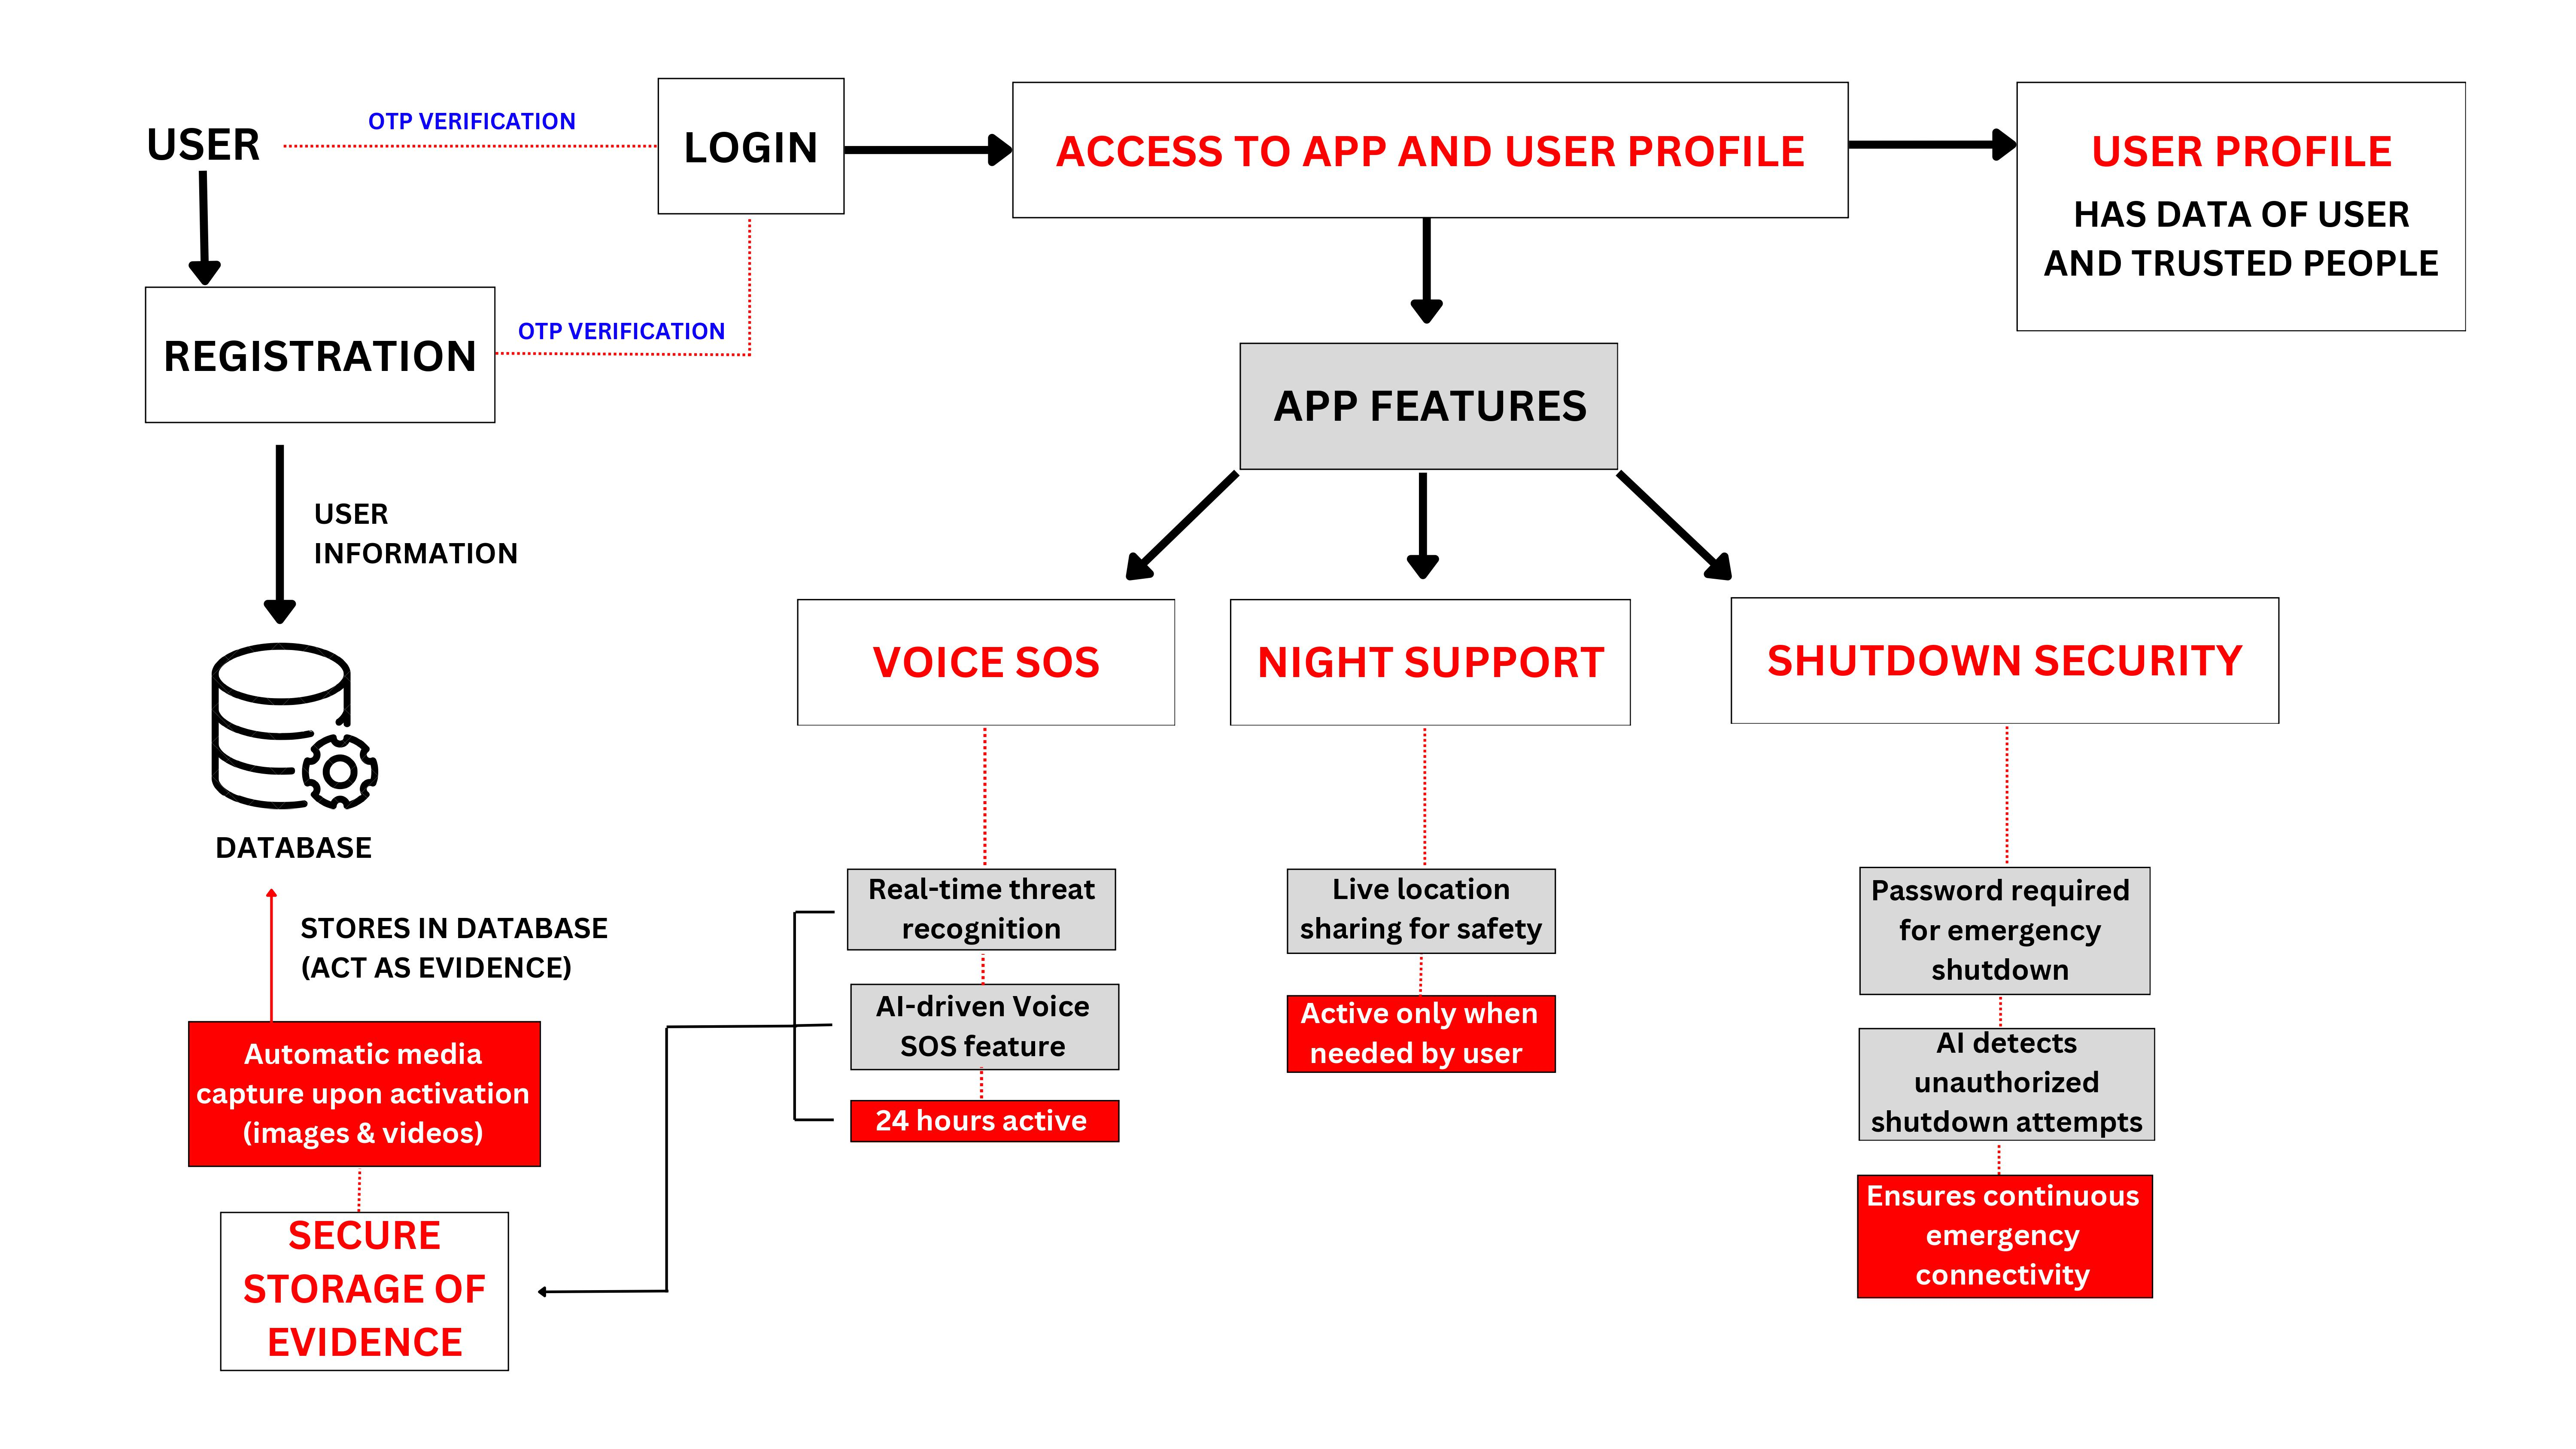 USER
OTP VERIFICATION
LOGIN
ACCESS TO APP AND USER PROFILE
USER PROFILE
HAS DATA OF USER
AND TRUSTED PEOPLE
REGISTRATION
OTP VERIFICATION
APP FEATURES
USER
INFORMATION
DATABASE
VOICE SOS
NIGHT SUPPORT
SHUTDOWN SECURITY
Real-time threat
recognition
AI-driven Voice
SOS feature
24 hours active
Live location
sharing for safety
Active only when
needed by user
Password required
for emergency
shutdown
AI detects
unauthorized
shutdown attempts
Ensures continuous
emergency
connectivity
STORES IN DATABASE
(ACT AS EVIDENCE)
Automatic media
capture upon activation
(images & videos)
SECURE
STORAGE OF
EVIDENCE